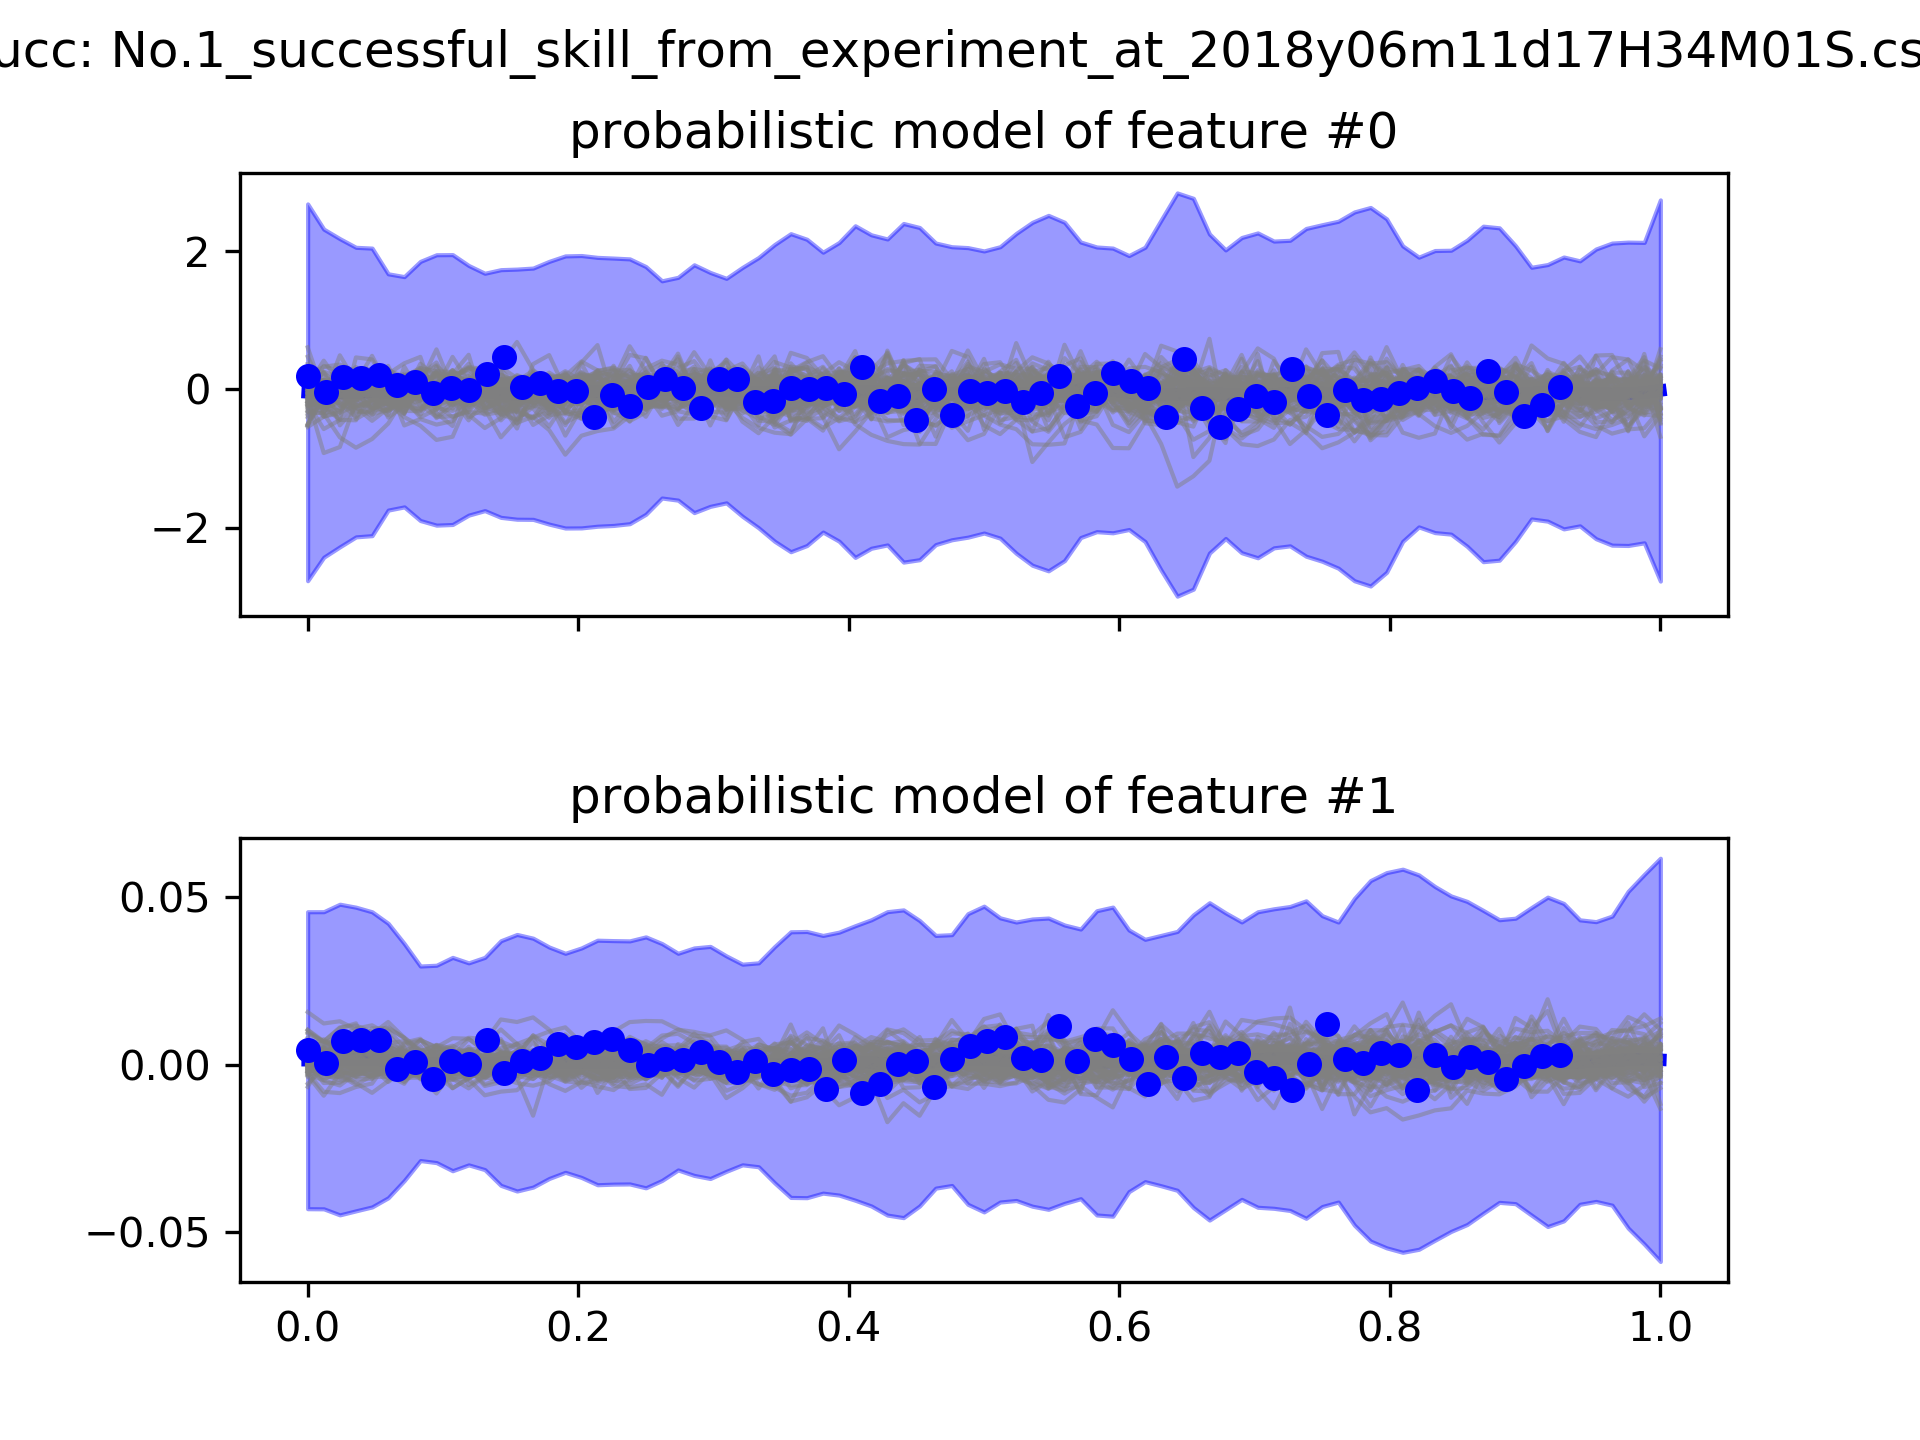 ucc: No.1_successful_skill_from_experiment_at_2018y06m11d17H34M01S.cs
probabilistic model of feature #0
2
0
−2
probabilistic model of feature #1
0.05
0.00
−0.05
0.0 0.2 0.4 0.6 0.8 1.0